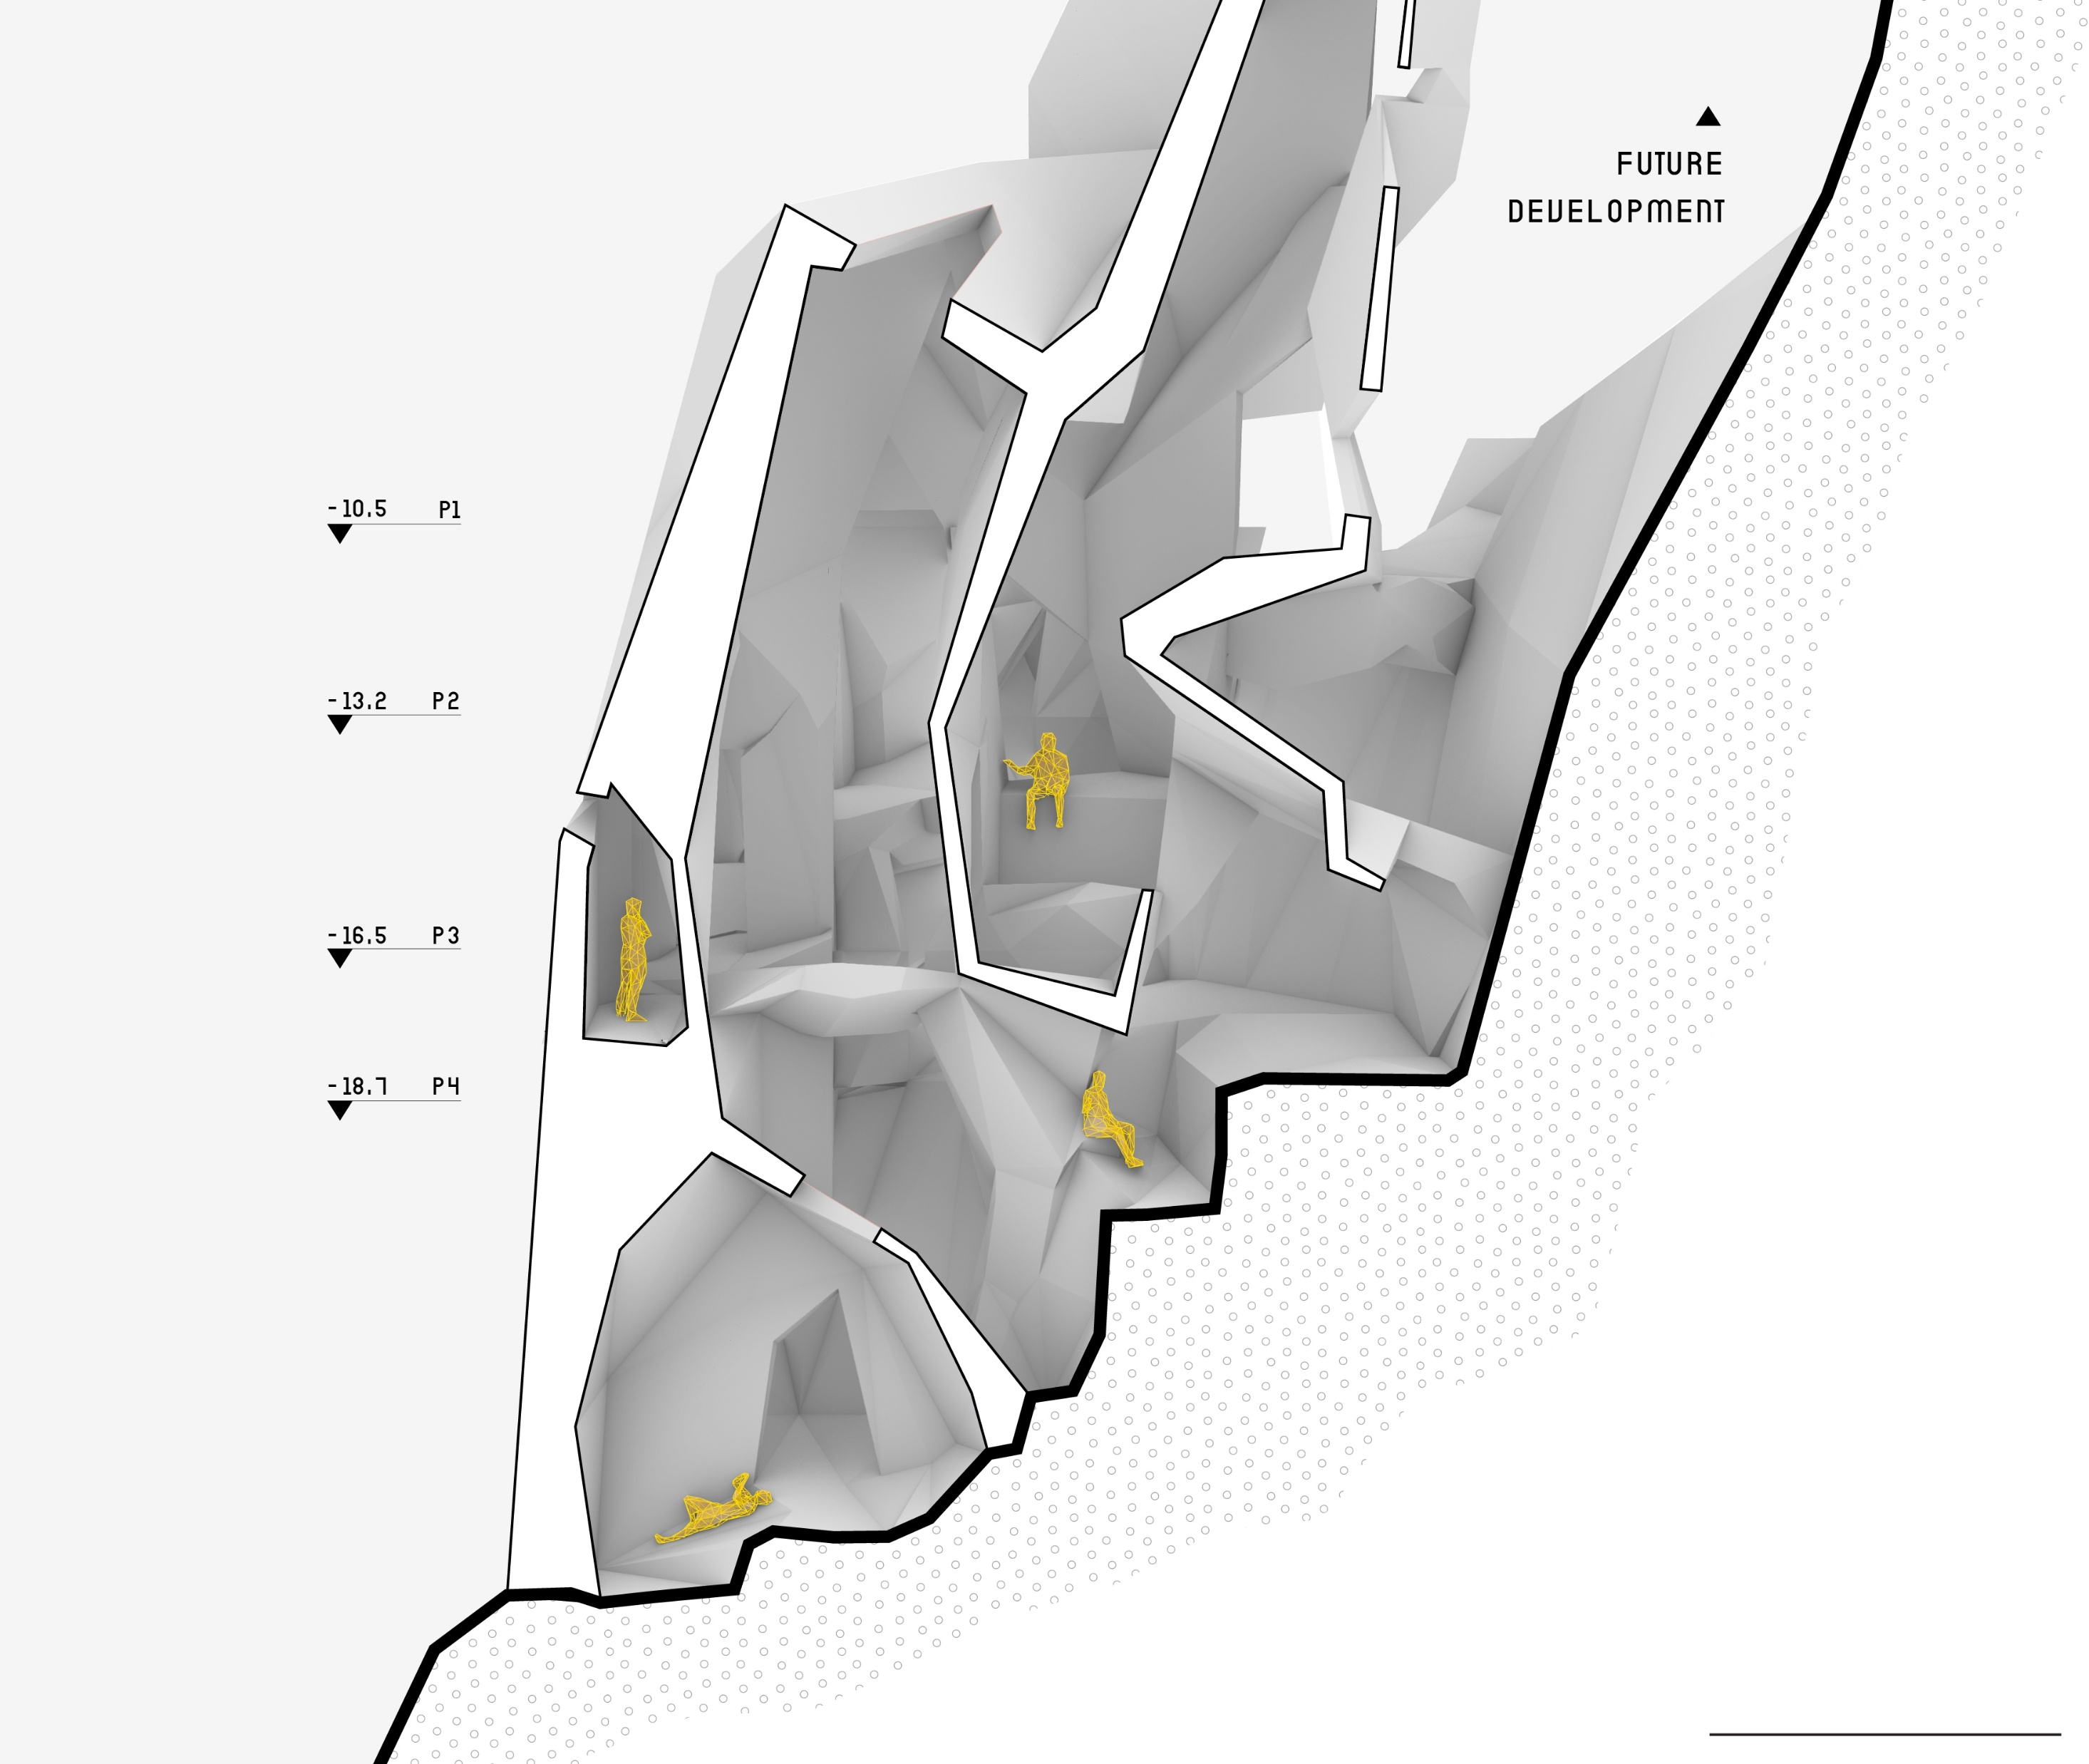 FUTURE
DEVELOPMENT
-10.5 P1
-13.2 P2
-16.5 P3
-18.7 P4